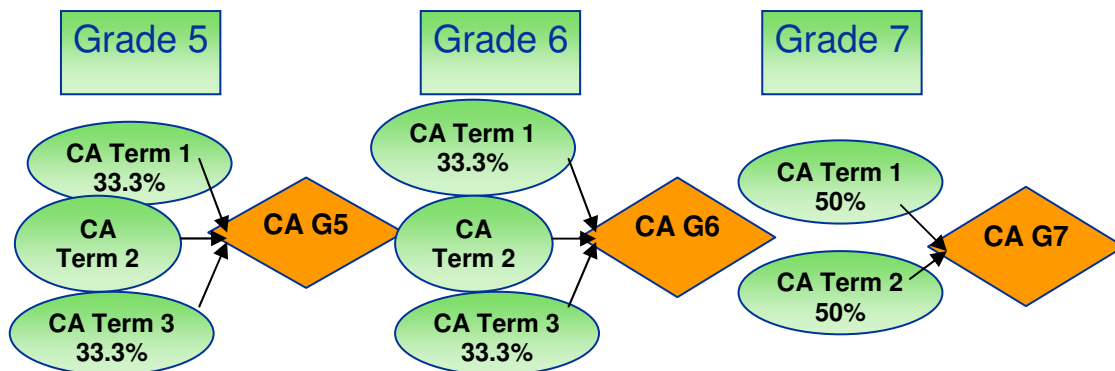 Grade 5
Grade 6
Grade 7
CA Term 1
33.3%
CA
Term 2
CA Term 3
33.3%
CA G5
CA Term 1
33.3%
CA
Term 2
CA Term 3
33.3%
CA G6
CA Term 1
50%
CA Term 2
50%
CA G7